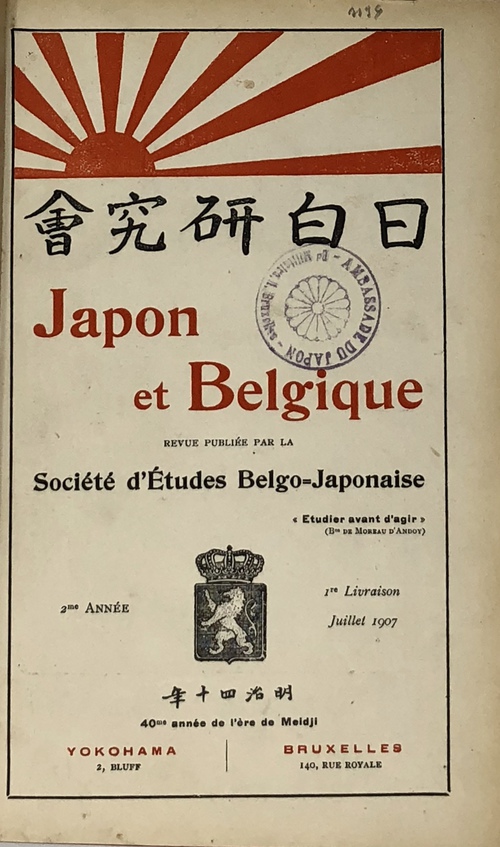 日白研究會
AMBASSADE DU JAPON
Japon
et Belgique
REVUE PUBLIÉE PAR LA
Société d'Études Belgo=Japonaise
« Etudier avant d'agir »
(Bᵒⁿ DE MOREAU D'ANDOY)
2ᵐᵉ ANNÉE
1ʳᵉ Livraison
Juillet 1907
明治四十年
40ᵐᵉ année de l'ère de Meidji
YOKOHAMA
2, BLUFF
BRUXELLES
140, RUE ROYALE